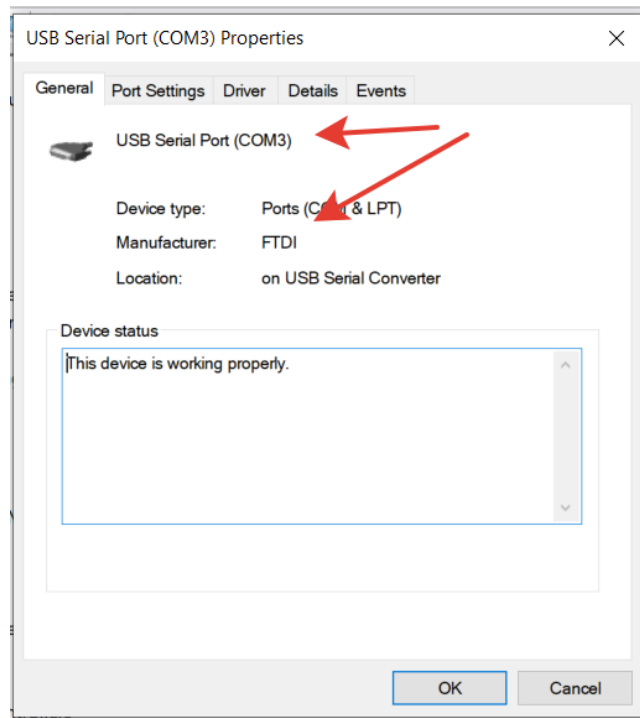 USB Serial Port (COM3) Properties
General Port Settings Driver Details Events
USB Serial Port (COM3)
Device type: Ports (COM & LPT)
Manufacturer: FTDI
Location: on USB Serial Converter
Device status
This device is working properly.
OK Cancel